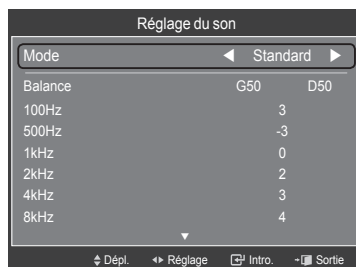 Réglage du son
Mode ◀ Standard ▶
Balance G50 D50
100Hz 3
500Hz -3
1kHz 0
2kHz 2
4kHz 3
8kHz 4
Dépl. Réglage Intro. Sortie